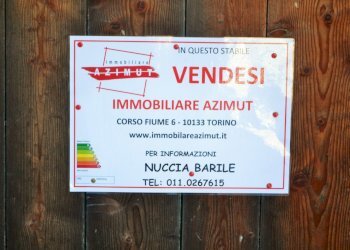 immobiliare
AZIMUT
IN QUESTO STABILE
VENDESI
IMMOBILIARE AZIMUT
CORSO FIUME 6 - 10133 TORINO
www.immobilareazimut.it
PER INFORMAZIONI
NUCCIA BARILE
TEL: 011.0267615